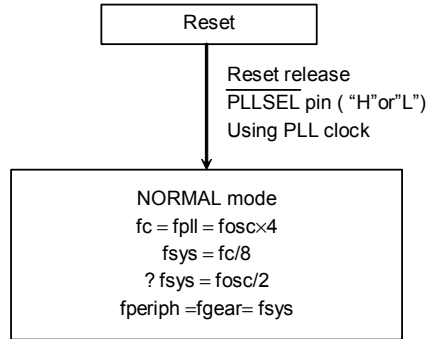 Reset
Reset release
PLLSEL pin ( “H”or”L”)
Using PLL clock
NORMAL mode
fc = fpll = fosc×4
fsys = fc/8
? fsys = fosc/2
fperiph =fgear= fsys